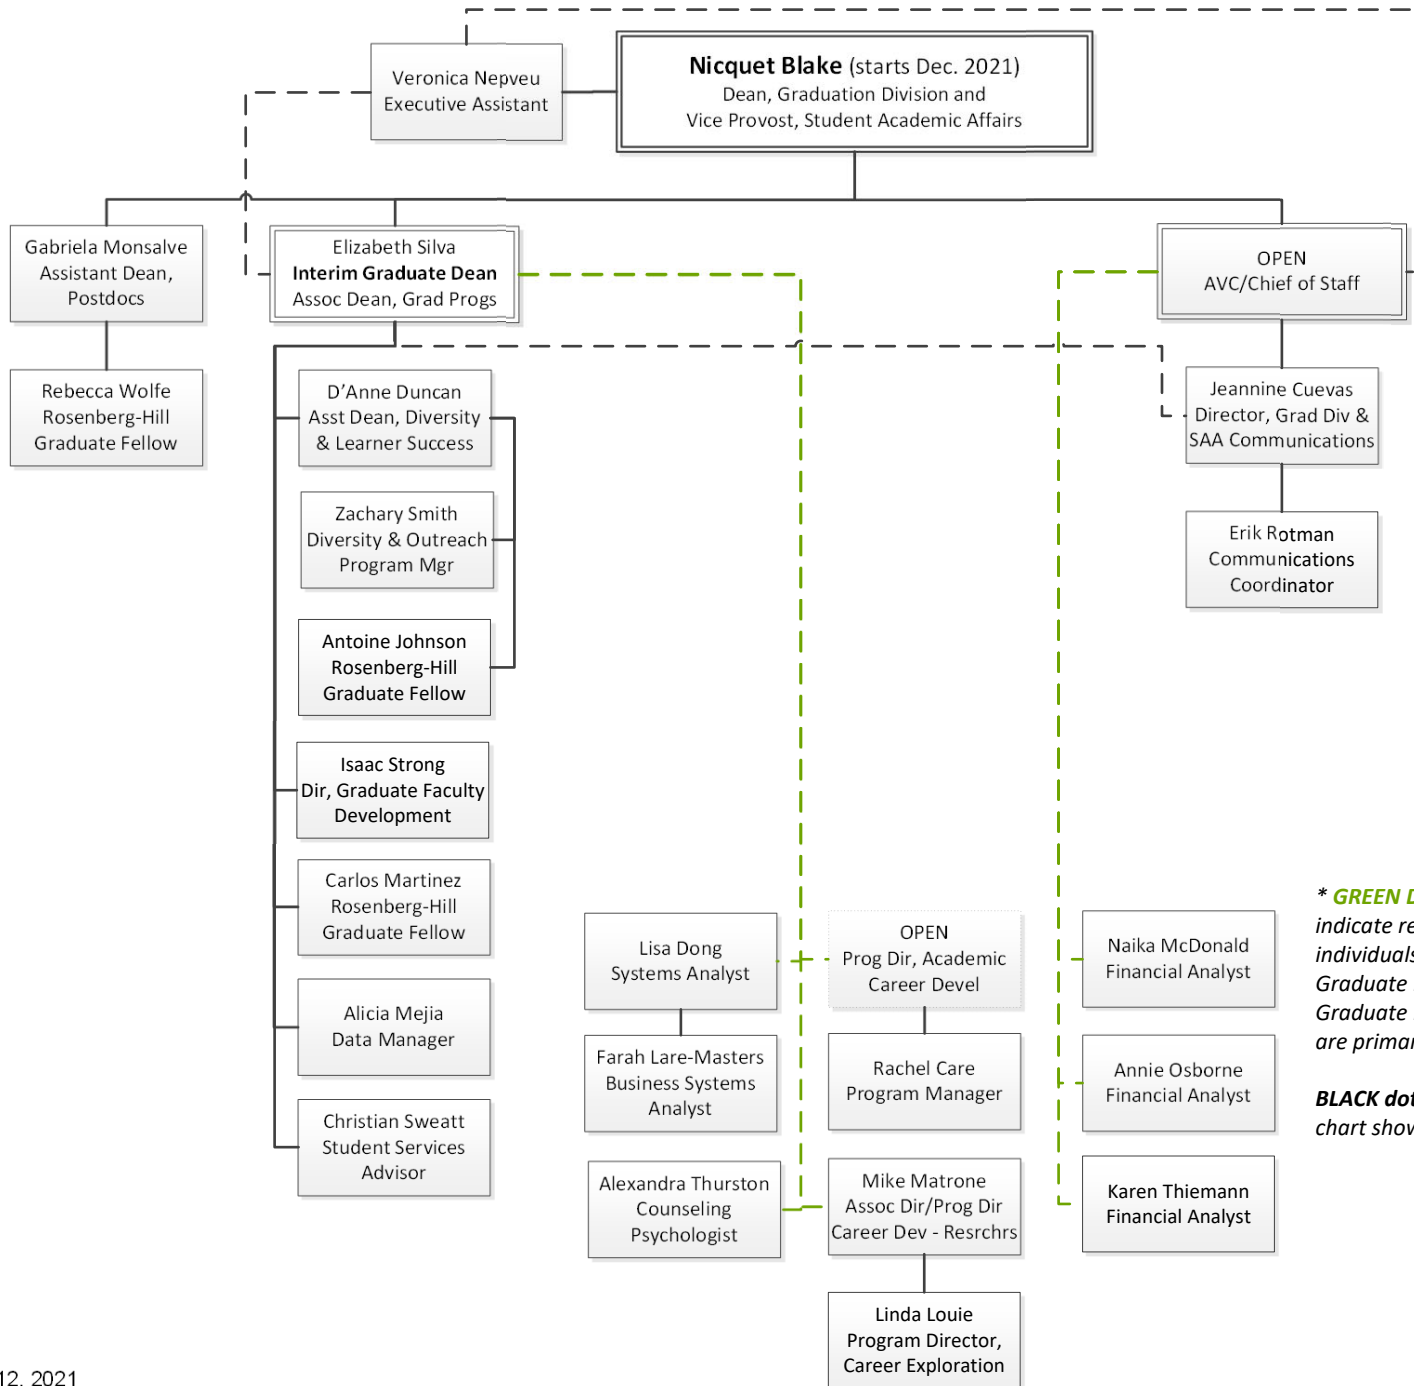 Veronica Nepveu
Executive Assistant
Nicquet Blake (starts Dec. 2021)
Dean, Graduation Division and
Vice Provost, Student Academic Affairs
Gabriela Monsalve
Assistant Dean,
Postdocs
Elizabeth Silva
Interim Graduate Dean
Assoc Dean, Grad Progs
OPEN
AVC/Chief of Staff
Rebecca Wolfe
Rosenberg-Hill
Graduate Fellow
D’Anne Duncan
Asst Dean, Diversity
& Learner Success
Jeannine Cuevas
Director, Grad Div &
SAA Communications
Zachary Smith
Diversity & Outreach
Program Mgr
Erik Rotman
Communications
Coordinator
Antoine Johnson
Rosenberg-Hill
Graduate Fellow
Isaac Strong
Dir, Graduate Faculty
Development
Carlos Martinez
Rosenberg-Hill
Graduate Fellow
Lisa Dong
Systems Analyst
OPEN
Prog Dir, Academic
Career Devel
Naika McDonald
Financial Analyst
* GREEN D
indicate re
individuals
Graduate
Graduate
are primar
Alicia Mejia
Data Manager
Farah Lare-Masters
Business Systems
Analyst
Rachel Care
Program Manager
Annie Osborne
Financial Analyst
BLACK dot
chart show
Christian Sweatt
Student Services
Advisor
Alexandra Thurston
Counseling
Psychologist
Mike Matrone
Assoc Dir/Prog Dir
Career Dev - Resrchrs
Karen Thiemann
Financial Analyst
Linda Louie
Program Director,
Career Exploration
12, 2021